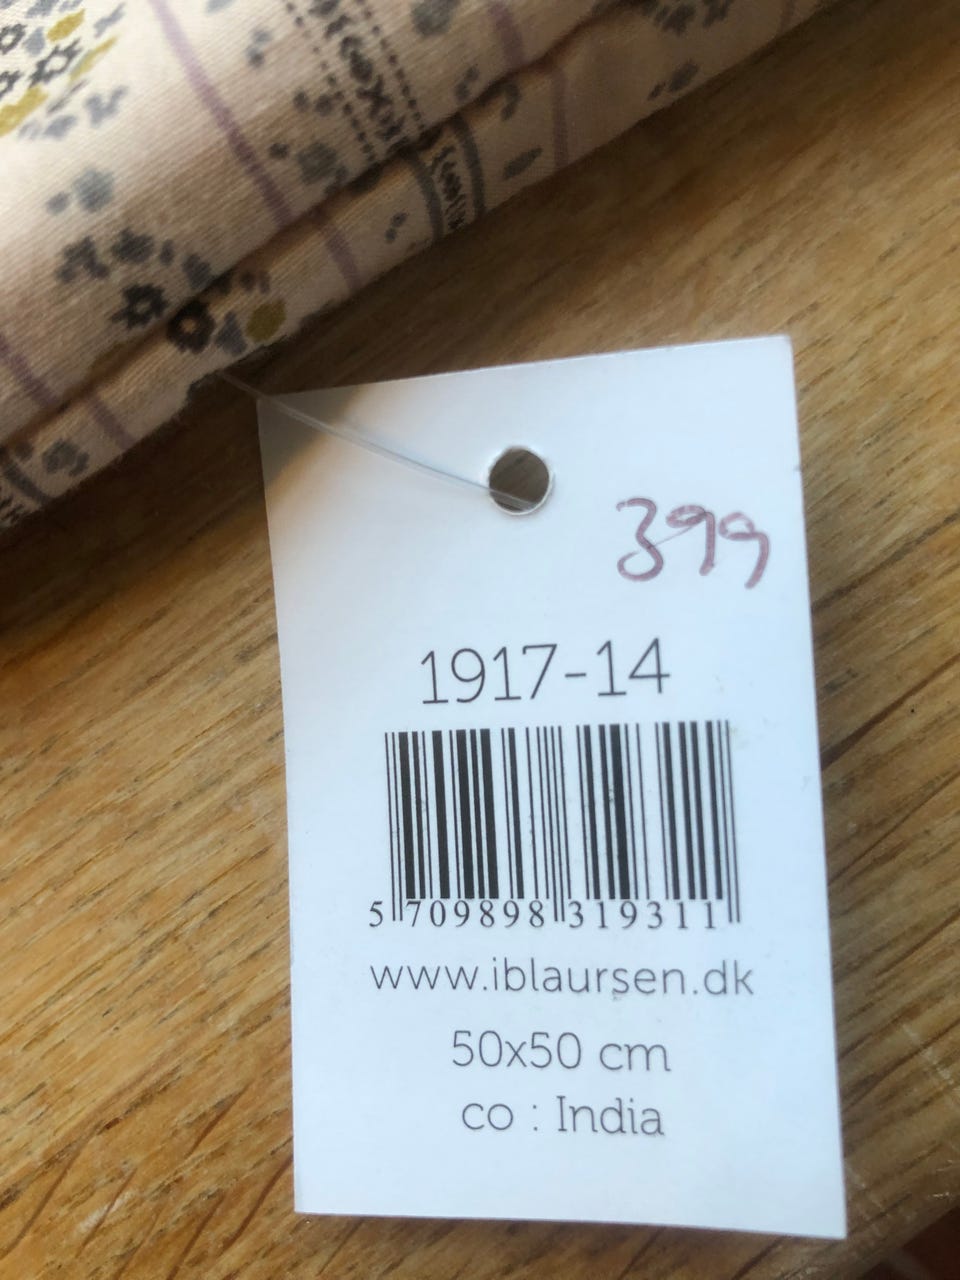 399
1917-14
5 709898 319311
www.iblaursen.dk
50x50 cm
co : India